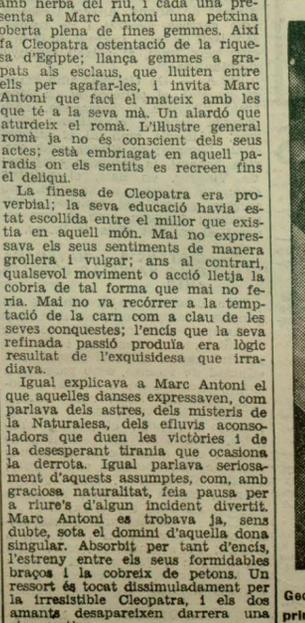 amb herba del riu, i cada una pre-
senta a Marc Antoni una petxina
oberta plena de fines gemmes. Així
fa Cleopatra ostentació de la rique-
sa d'Egipte; llança gemmes a gra-
pats als esclaus, que lluiten entre
ells per agafar-les, i invita Marc
Antoni que faci el mateix amb les
que té a la seva mà. Un alardó que
aturdeix el romà. L'il·lustre general
romà ja no és conscient dels seus
actes; està embriagat en aquell pa-
radís on els sentits es recreen fins
el deliqui.
La finesa de Cleopatra era pro-
verbial; la seva educació havia es-
tat escollida entre el millor que exis-
tia en aquell món. Mai no expres-
sava els seus sentiments de manera
grollera i vulgar; ans al contrari,
qualsevol moviment o acció lletja la
cobria de tal forma que mai no fe-
ria. Mai no va recórrer a la temp-
tació de la carn com a clau de les
seves conquestes; l'encís que la seva
refinada passió produïa era lògic
resultat de l'exquisidesa que irra-
diava.
Igual explicava a Marc Antoni el
que aquelles danses expressaven, com
parlava dels astres, dels misteris de
la Naturalesa, dels efluvis aconso-
ladors que duen les victòries i de
la desesperant tirania que ocasiona
la derrota. Igual parlava seriosa-
ment d'aquests assumptes, com, amb
graciosa naturalitat, feia pausa per
a riure's d'algun incident divertit.
Marc Antoni es trobava ja, sens
dubte, sota el domini d'aquella dona
singular. Absorbit per tant d'encís,
l'estreny entre els seus formidables
braços i la cobreix de petons. Un
ressort és tocat dissimuladament per
la irresistible Cleopatra, i els dos
amants desapareixen darrera una
Geo
prin